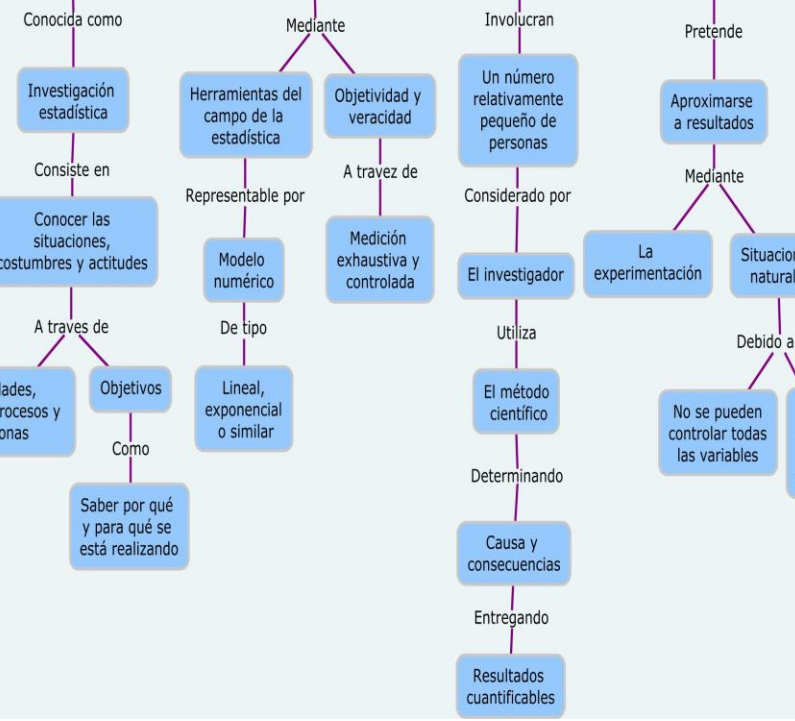 Conocida como
Investigación
estadística
Consiste en
Conocer las
situaciones,
costumbres y actitudes
A traves de
procesos y
Objetivos
Como
Saber por qué
y para qué se
está realizando
Mediante
Herramientas del
campo de la
estadística
Representable por
Modelo
numérico
De tipo
Lineal,
exponencial
o similar
Objetividad y
veracidad
A travez de
Medición
exhaustiva y
controlada
Involucran
Un número
relativamente
pequeño de
personas
Considerado por
El investigador
Utiliza
El método
científico
Determinando
Causa y
consecuencias
Entregando
Resultados
cuantificables
Pretende
Aproximarse
a resultados
Mediante
La
experimentación
Debido a
No se pueden
controlar todas
las variables